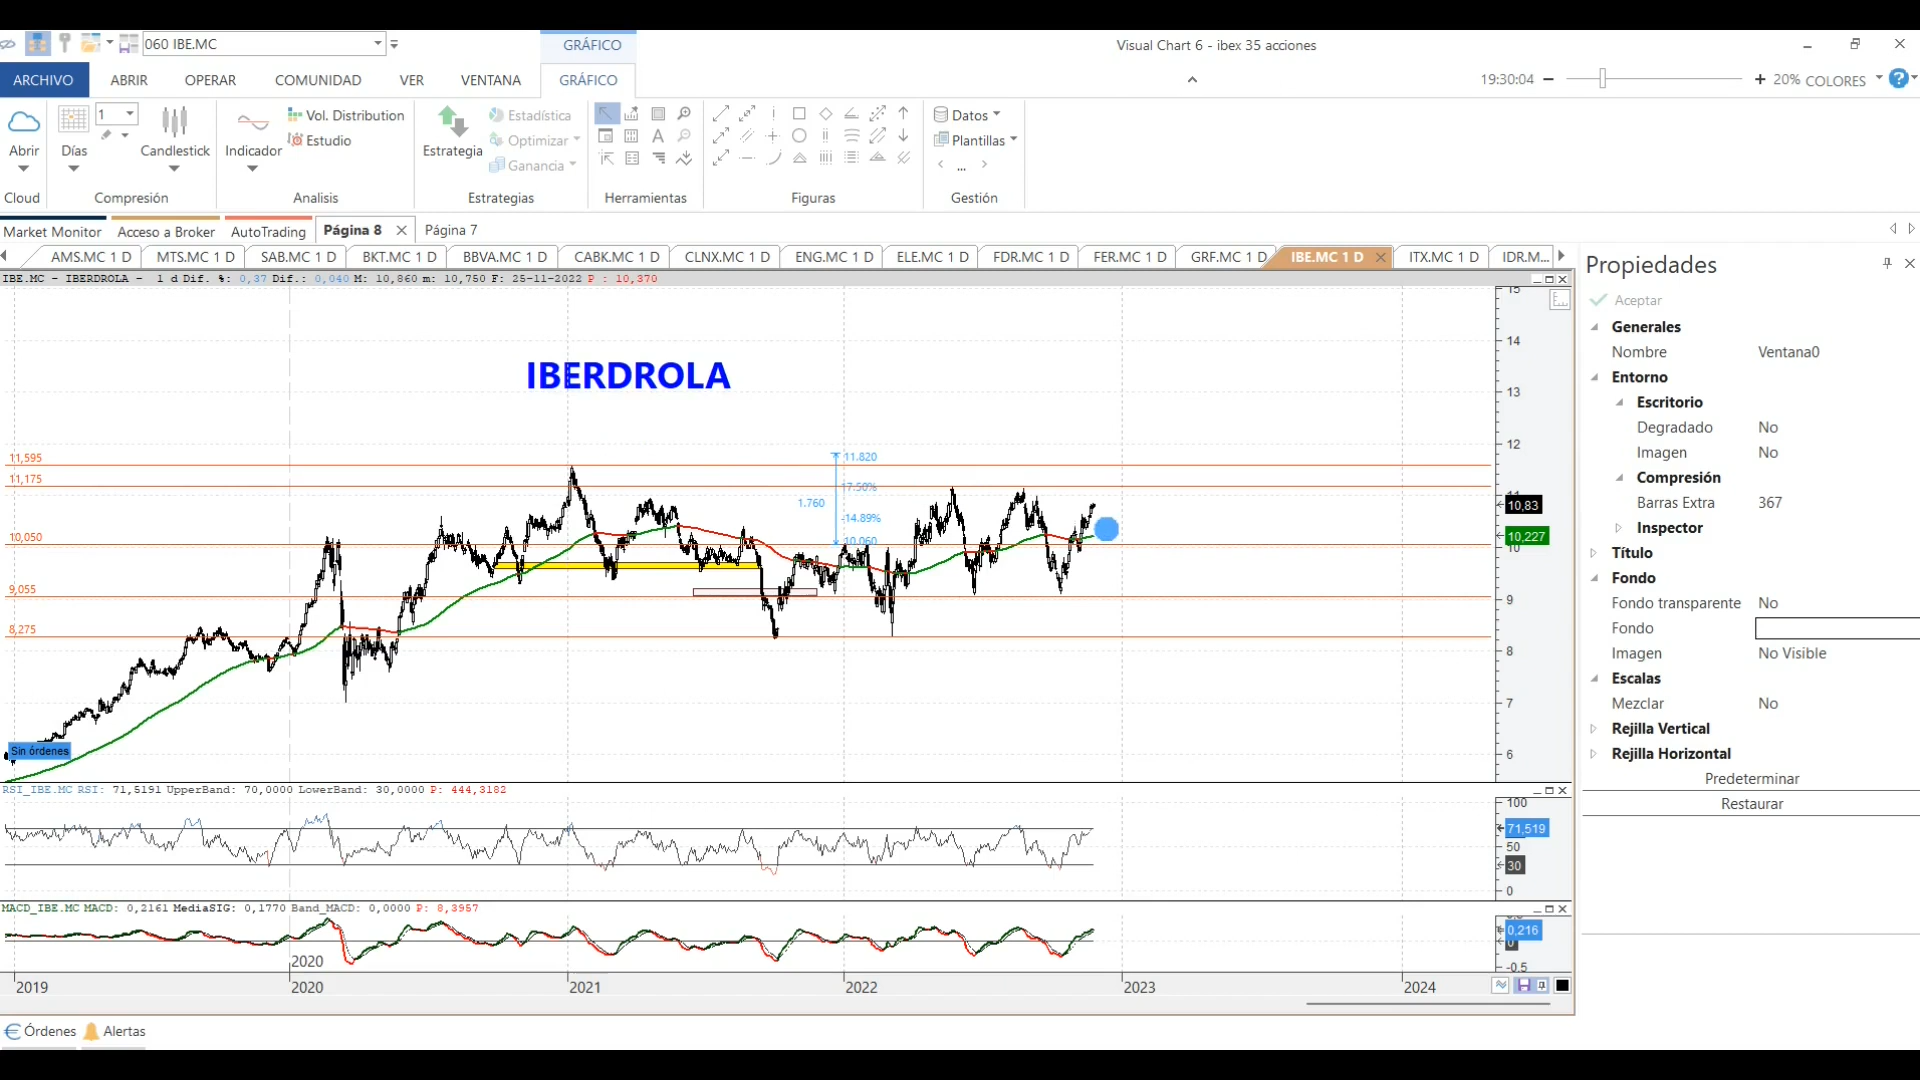 060 IBE.MC
GRÁFICO
Visual Chart 6 - ibex 35 acciones
ARCHIVO ABRIR OPERAR COMUNIDAD VER VENTANA GRÁFICO
19:30:04 20% COLORES
1
Vol. Distribution
Estadística
Datos
Estudio
Optimizar
Plantillas
Abrir Días Candlestick Indicador Estrategia
Ganancia
...
Cloud Compresión Analisis Estrategias Herramientas Figuras Gestión
Market Monitor Acceso a Broker AutoTrading Página 8 Página 7
AMS.MC 1 D MTS.MC 1 D SAB.MC 1 D BKT.MC 1 D BBVA.MC 1 D CABK.MC 1 D CLNX.MC 1 D ENG.MC 1 D ELE.MC 1 D FDR.MC 1 D FER.MC 1 D GRF.MC 1 D IBE.MC 1 D ITX.MC 1 D IDR.M...
IBE.MC - IBERDROLA - 1 d Dif. %: 0,37 Dif.: 0,040 M: 10,860 m: 10,750 F: 25-11-2022 P : 10,370
15
14
IBERDROLA
13
12
11,595
11.820
11,175
17.50%
11
1.760
10,83
-14.89%
10,050
10.060
10,227
10
9,055
9
8,275
8
7
Sin órdenes
6
RSI_IBE.MC RSI: 71,5191 UpperBand: 70,0000 LowerBand: 30,0000 P: 444,3182
100
71,519
50
30
0
MACD_IBE.MC MACD: 0,2161 MediaSIG: 0,1770 Band_MACD: 0,0000 P: 8,3957
0,216
0
-0.5
2020
2019 2020 2021 2022 2023 2024
Propiedades
Aceptar
Generales
Nombre Ventana0
Entorno
Escritorio
Degradado No
Imagen No
Compresión
Barras Extra 367
Inspector
Título
Fondo
Fondo transparente No
Fondo
Imagen No Visible
Escalas
Mezclar No
Rejilla Vertical
Rejilla Horizontal
Predeterminar
Restaurar
Órdenes Alertas